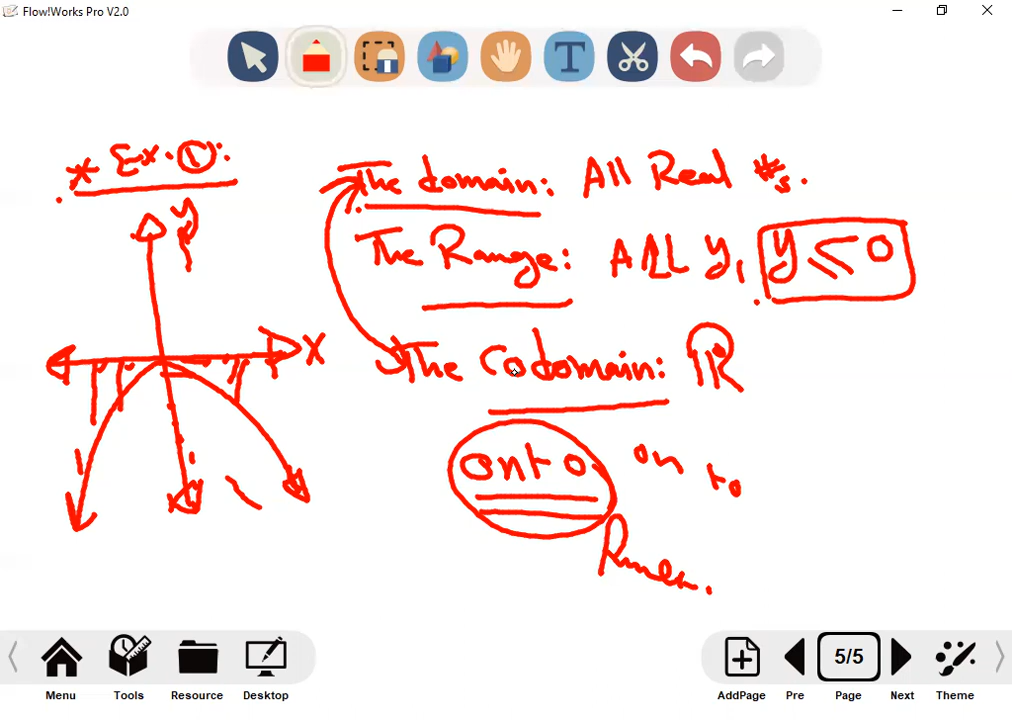 Flow!Works Pro V2.0
T
* Ex. ①:
y
x
The domain: All Real #s.
The Range: All y, y ≤ 0
The Codomain: ℝ
onto on to
Menu Tools Resource Desktop
5/5
AddPage Pre Page Next Theme